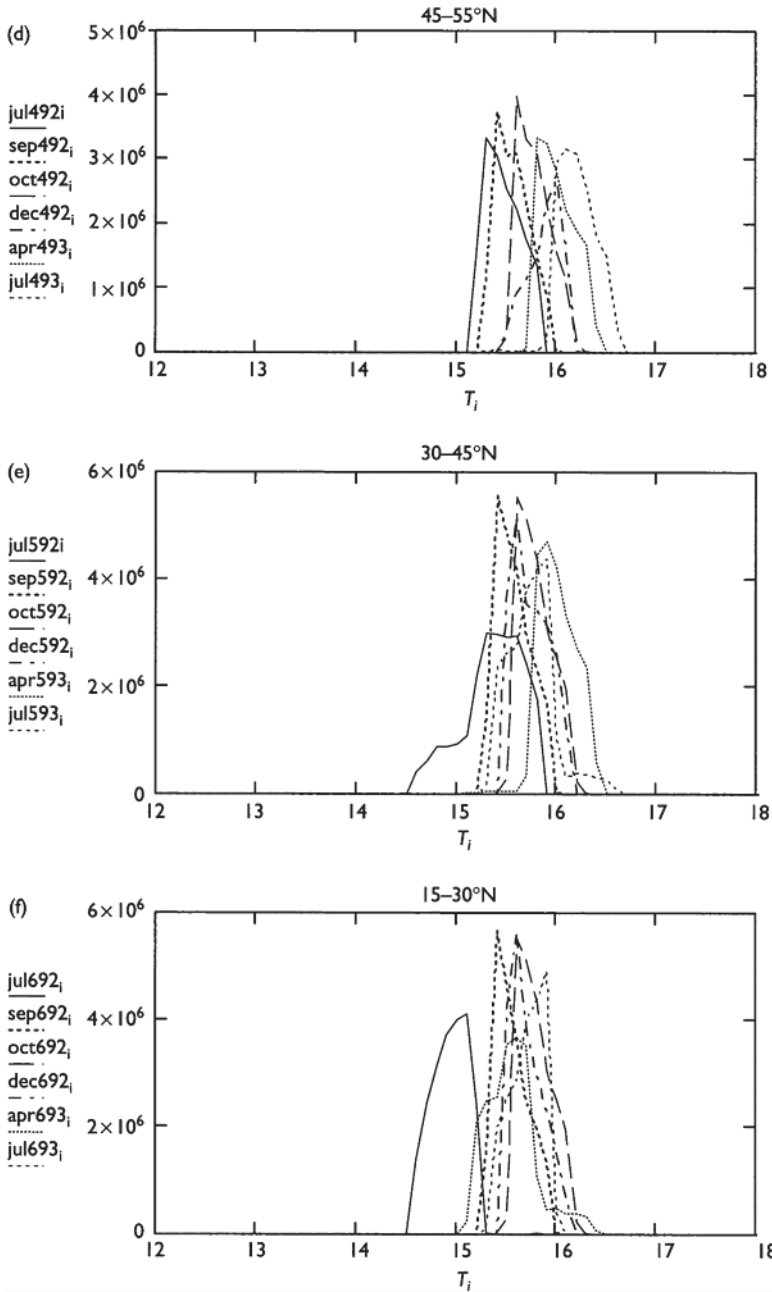 (d)
45–55°N
5×10⁶
4×10⁶
3×10⁶
2×10⁶
1×10⁶
0
jul492i
sep492ᵢ
oct492ᵢ
dec492ᵢ
apr493ᵢ
jul493ᵢ
12 13 14 15 16 17 18
Tᵢ
(e)
30–45°N
6×10⁶
4×10⁶
2×10⁶
0
jul592i
sep592ᵢ
oct592ᵢ
dec592ᵢ
apr593ᵢ
jul593ᵢ
12 13 14 15 16 17 18
Tᵢ
(f)
15–30°N
6×10⁶
4×10⁶
2×10⁶
0
jul692ᵢ
sep692ᵢ
oct692ᵢ
dec692ᵢ
apr693ᵢ
jul693ᵢ
12 13 14 15 16 17 18
Tᵢ